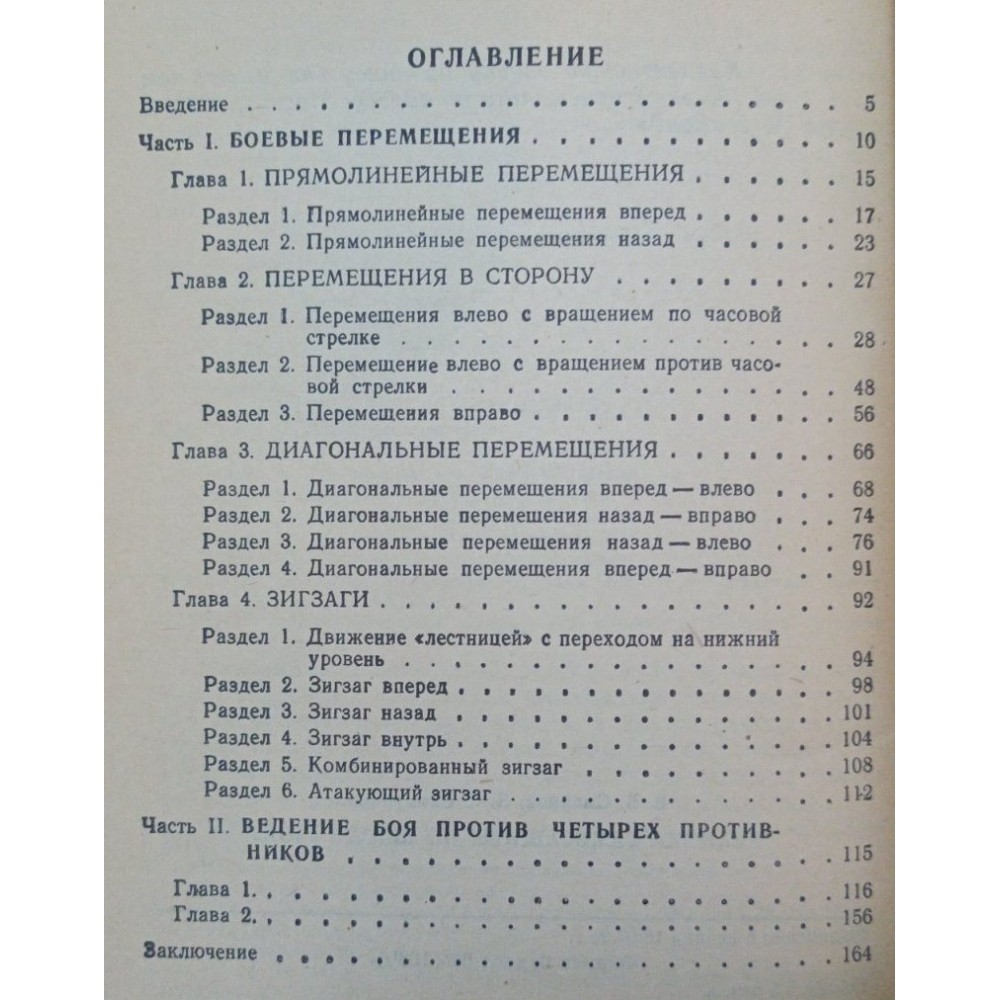 ОГЛАВЛЕНИЕ
Введение . . . . . . . . . . . . . . . . . . . . 5
Часть I. БОЕВЫЕ ПЕРЕМЕЩЕНИЯ . . . . . . . . . . . 10
Глава 1. ПРЯМОЛИНЕЙНЫЕ ПЕРЕМЕЩЕНИЯ . . . . . . 15
Раздел 1. Прямолинейные перемещения вперед . . . . . 17
Раздел 2. Прямолинейные перемещения назад . . . . . 23
Глава 2. ПЕРЕМЕЩЕНИЯ В СТОРОНУ . . . . . . . . 27
Раздел 1. Перемещения влево с вращением по часовой
стрелке . . . . . . . . . . . . . . . . 28
Раздел 2. Перемещение влево с вращением против часо-
вой стрелки . . . . . . . . . . . . . . 48
Раздел 3. Перемещения вправо . . . . . . . . . . . 56
Глава 3. ДИАГОНАЛЬНЫЕ ПЕРЕМЕЩЕНИЯ . . . . . . . 66
Раздел 1. Диагональные перемещения вперед — влево . . . 68
Раздел 2. Диагональные перемещения назад — вправо . . . 74
Раздел 3. Диагональные перемещения назад — влево . . . 76
Раздел 4. Диагональные перемещения вперед — вправо . . 91
Глава 4. ЗИГЗАГИ . . . . . . . . . . . . . . . . 92
Раздел 1. Движение «лестницей» с переходом на нижний
уровень . . . . . . . . . . . . . . . . 94
Раздел 2. Зигзаг вперед . . . . . . . . . . . . . . 98
Раздел 3. Зигзаг назад . . . . . . . . . . . . . . 101
Раздел 4. Зигзаг внутрь . . . . . . . . . . . . . . 104
Раздел 5. Комбинированный зигзаг . . . . . . . . . 108
Раздел 6. Атакующий зигзаг . . . . . . . . . . . . 112
Часть II. ВЕДЕНИЕ БОЯ ПРОТИВ ЧЕТЫРЕХ ПРОТИВ-
НИКОВ . . . . . . . . . . . . . . . . . 115
Глава 1. . . . . . . . . . . . . . . . . . . . . 116
Глава 2. . . . . . . . . . . . . . . . . . . . . 156
Заключение . . . . . . . . . . . . . . . . . . . 164